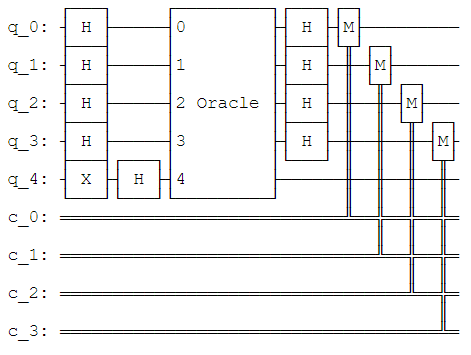 q_0: H 0 H M
q_1: H 1 H M
q_2: H 2 Oracle H M
q_3: H 3 H M
q_4: X H 4
c_0:
c_1:
c_2:
c_3: